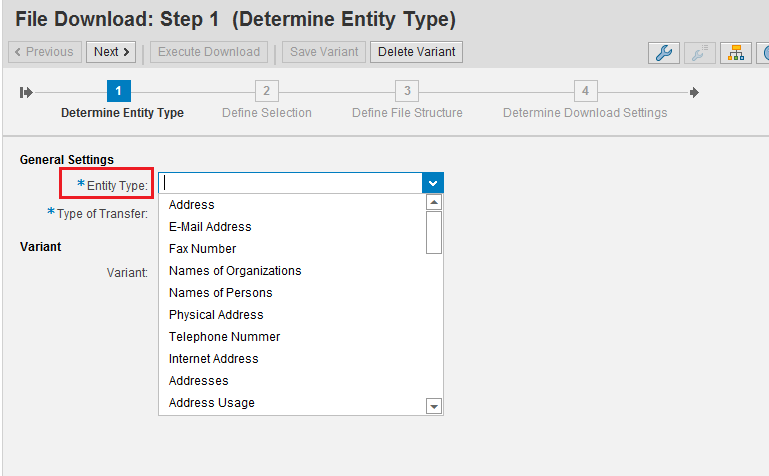 File Download: Step 1 (Determine Entity Type)
Previous Next Execute Download Save Variant Delete Variant
1 2 3 4
Determine Entity Type Define Selection Define File Structure Determine Download Settings
General Settings
*Entity Type:
Address
*Type of Transfer:
E-Mail Address
Fax Number
Variant
Names of Organizations
Variant:
Names of Persons
Physical Address
Telephone Nummer
Internet Address
Addresses
Address Usage